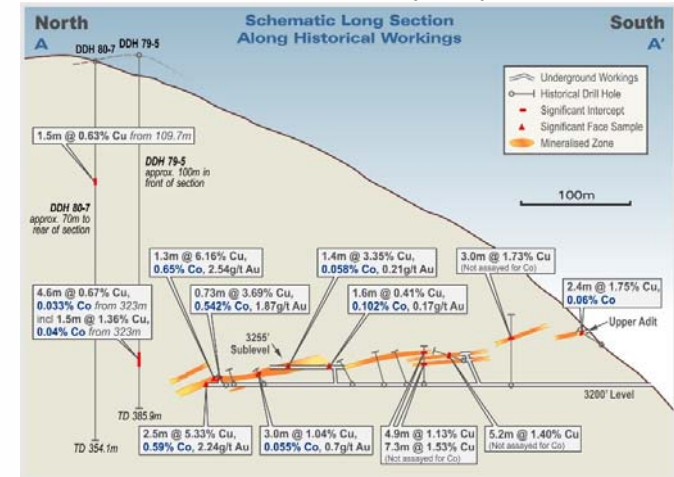 North
A
Schematic Long Section
Along Historical Workings
South
A'
DDH 80-7
DDH 79-5
Underground Workings
Historical Drill Hole
Significant Intercept
Significant Face Sample
Mineralised Zone
100m
1.5m @ 0.63% Cu from 109.7m
DDH 79-5
approx. 100m in
front of section
DDH 80-7
approx. 70m to
rear of section
1.3m @ 6.16% Cu,
0.65% Co, 2.54g/t Au
1.4m @ 3.35% Cu,
0.058% Co, 0.21g/t Au
3.0m @ 1.73% Cu
(Not assayed for Co)
4.6m @ 0.67% Cu,
0.033% Co from 323m
incl 1.5m @ 1.36% Cu,
0.04% Co from 323m
0.73m @ 3.69% Cu,
0.542% Co, 1.87g/t Au
1.6m @ 0.41% Cu,
0.102% Co, 0.17g/t Au
2.4m @ 1.75% Cu,
0.06% Co
3255'
Sublevel
Upper Adit
3200' Level
TD 385.9m
TD 354.1m
2.5m @ 5.33% Cu,
0.59% Co, 2.24g/t Au
3.0m @ 1.04% Cu,
0.055% Co, 0.7g/t Au
4.9m @ 1.13% Cu
7.3m @ 1.53% Cu
(Not assayed for Co)
5.2m @ 1.40% Cu
(Not assayed for Co)